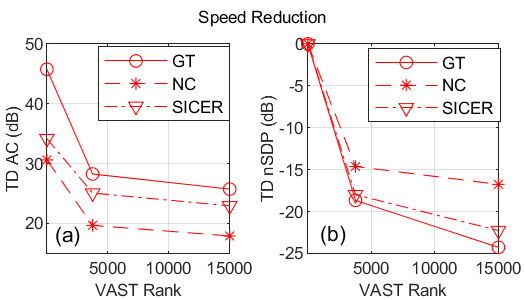 Speed Reduction
50
40
30
20
TD AC (dB)
GT
NC
SICER
(a)
5000
10000
15000
VAST Rank
0
-5
-10
-15
-20
-25
TD nSDP (dB)
GT
NC
SICER
(b)
5000
10000
15000
VAST Rank